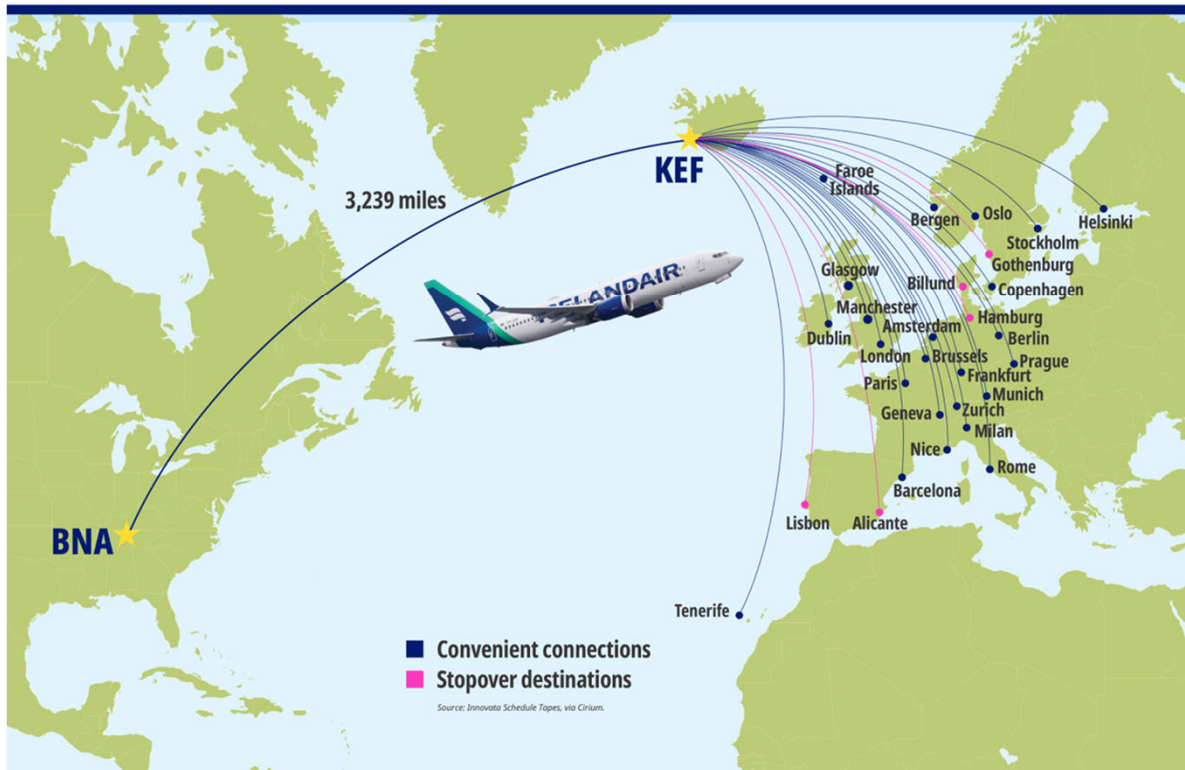 KEF
3,239 miles
Faroe
Islands
Bergen
Oslo
Stockholm
Helsinki
Gothenburg
Glasgow
Billund
Copenhagen
ICELANDAIR
Manchester
Hamburg
Amsterdam
Dublin
Berlin
London
Brussels
Prague
Frankfurt
Paris
Munich
Geneva
Zurich
Milan
Nice
Rome
Barcelona
BNA
Lisbon
Alicante
Tenerife
Convenient connections
Stopover destinations
Source: Innovata Schedule Tapes, via Cirium.